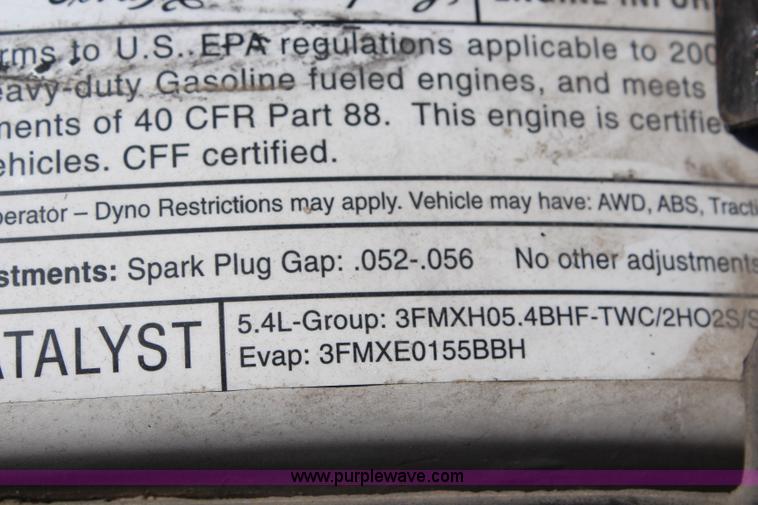 rms to U.S. EPA regulations applicable to 200
eavy-duty Gasoline fueled engines, and meets
nents of 40 CFR Part 88. This engine is certifie
ehicles. CFF certified.
perator – Dyno Restrictions may apply. Vehicle may have: AWD, ABS, Tracti
stments: Spark Plug Gap: .052-.056 No other adjustments
ATALYST
5.4L-Group: 3FMXH05.4BHF-TWC/2HO2S/S
Evap: 3FMXE0155BBH
www.purplewave.com